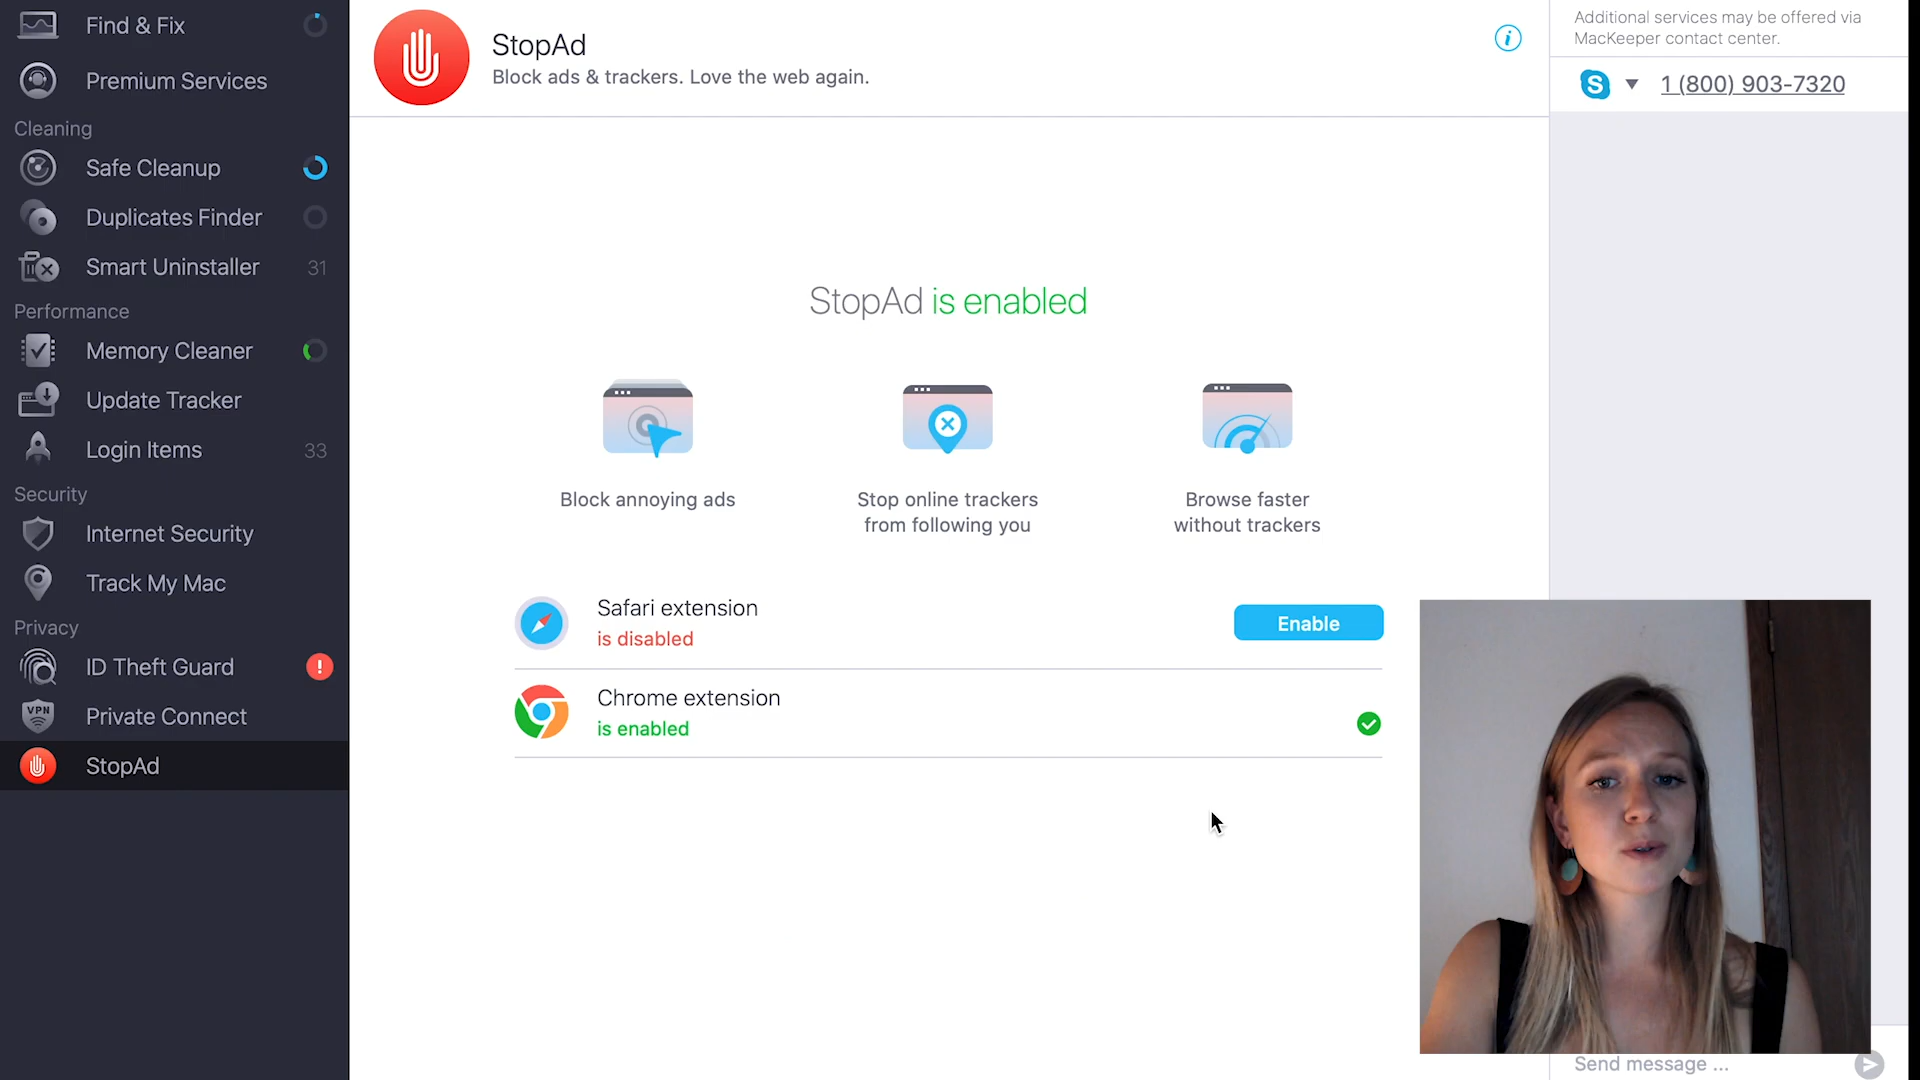 Find & Fix
Premium Services
Cleaning
Safe Cleanup
Duplicates Finder
Smart Uninstaller 31
Performance
Memory Cleaner
Update Tracker
Login Items 33
Security
Internet Security
Track My Mac
Privacy
ID Theft Guard !
VPN
Private Connect
StopAd
StopAd
Block ads & trackers. Love the web again.
i
StopAd is enabled
Block annoying ads
Stop online trackers
from following you
Browse faster
without trackers
Safari extension
is disabled
Enable
Chrome extension
is enabled
Additional services may be offered via
MacKeeper contact center.
S 1 (800) 903-7320
Send message ...